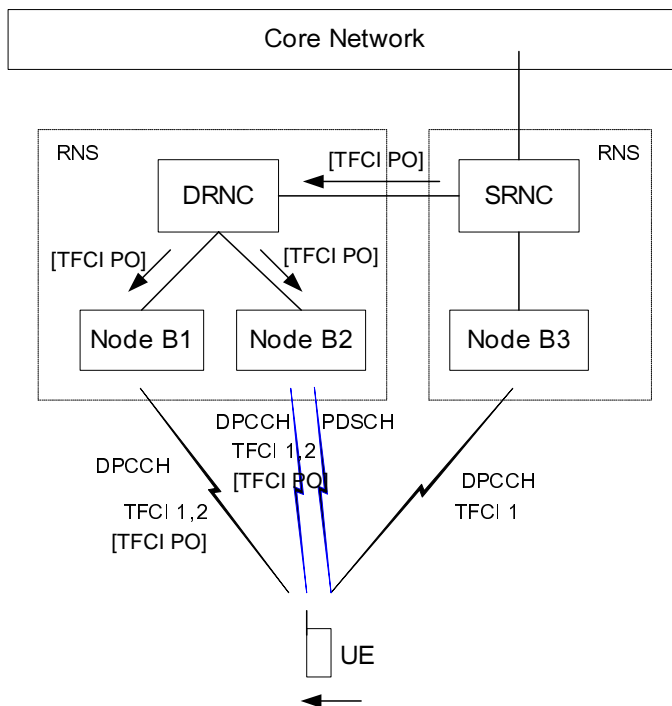 Core Network
RNS
[TFCI PO]
RNS
DRNC
SRNC
[TFCI PO]
[TFCI PO]
Node B1
Node B2
Node B3
DPCCH
PDSCH
TFCI 1,2
[TFCI PO]
DPCCH
TFCI 1,2
[TFCI PO]
DPCCH
TFCI 1
UE